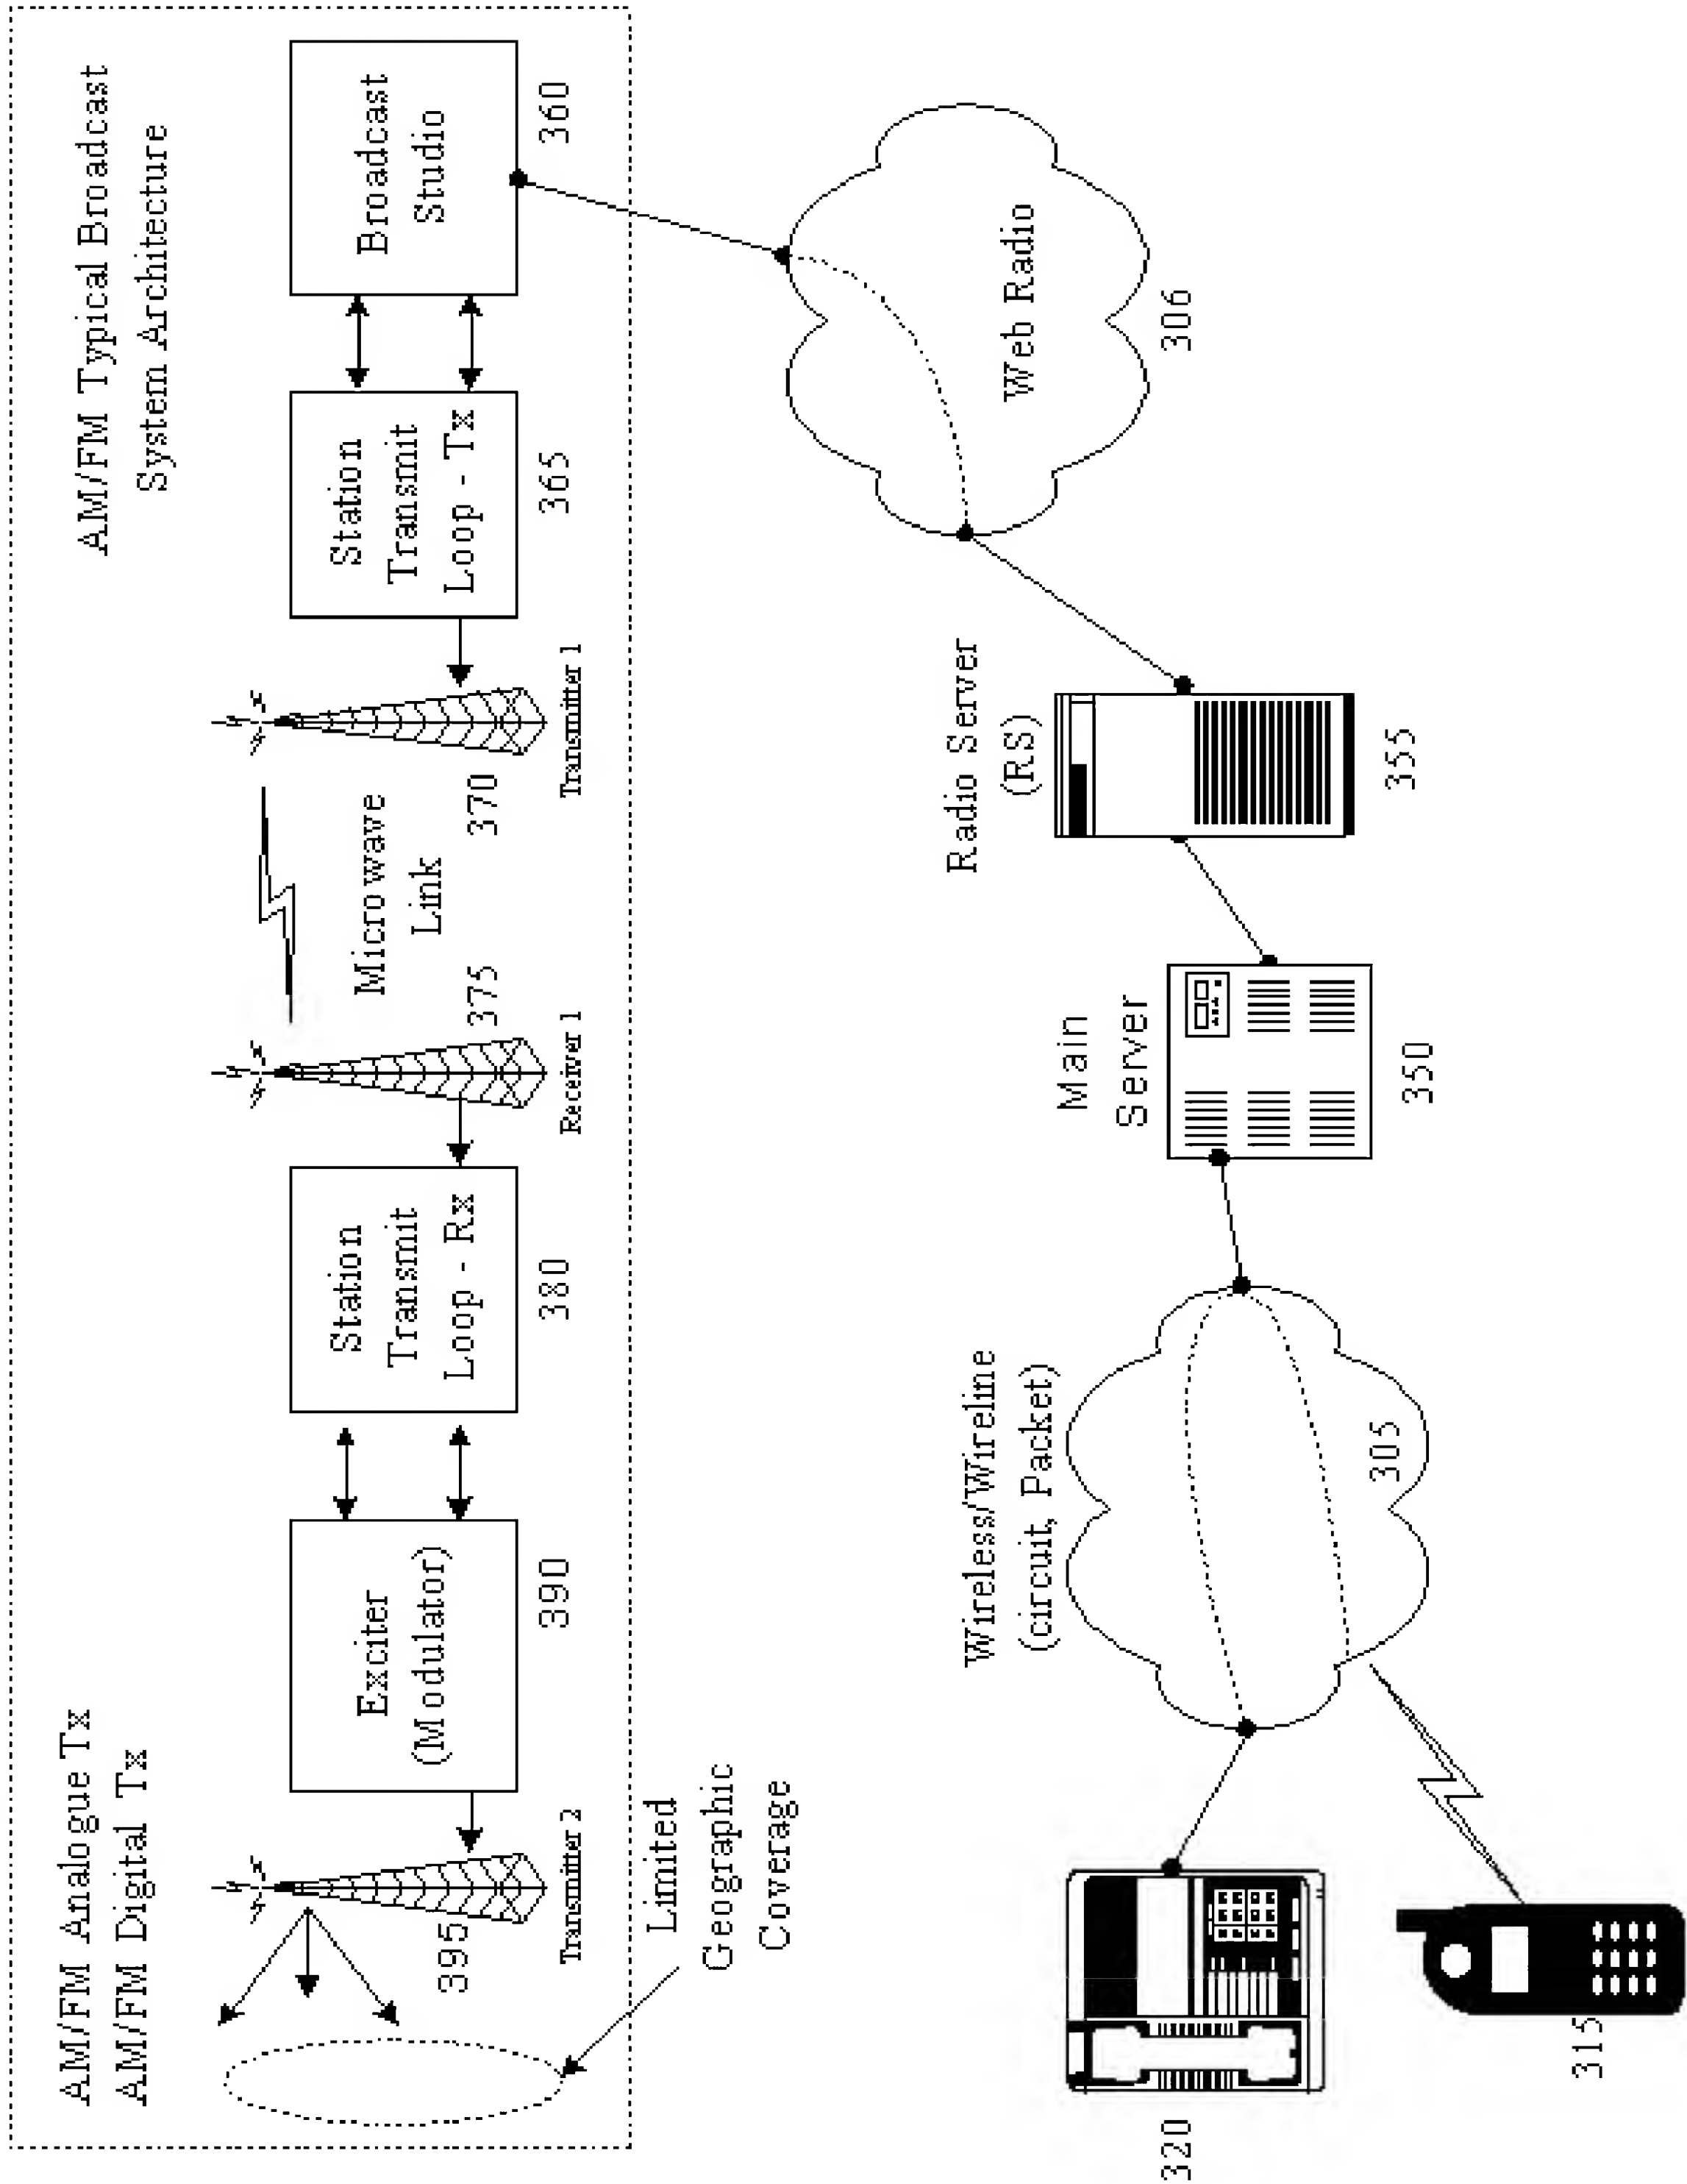 AM/FM Analogue Tx
AM/FM Digital Tx
AM/FM Typical Broadcast
System Architecture
395
Transmitter 2
Exciter
(Modulator)
390
Station
Transmit
Loop - Rx
380
375
Receiver 1
Microwave
Link
370
Transmitter 1
Station
Transmit
Loop - Tx
365
Broadcast
Studio
360
Limited
Geographic
Coverage
320
315
Wireless/Wireline
(circuit, Packet)
305
Main
Server
350
Radio Server
(RS)
355
Web Radio
306